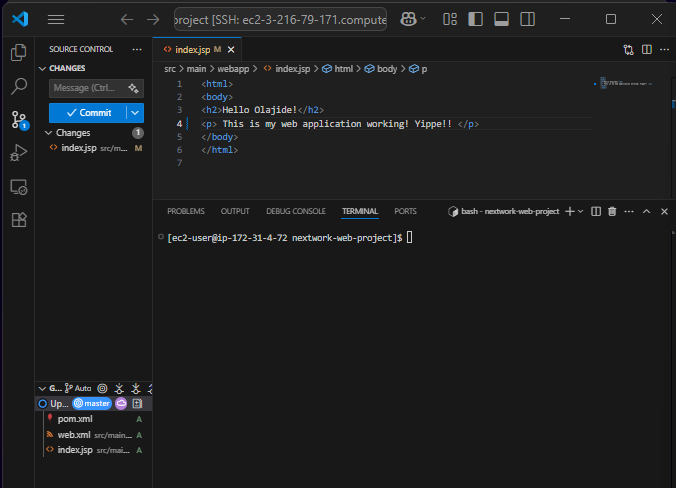 project [SSH: ec2-3-216-79-171.compute
SOURCE CONTROL
CHANGES
Message (Ctrl...
Commit
Changes 1
index.jsp src/m... M
1
index.jsp M
src > main > webapp > index.jsp > html > body > p
1 <html>
2 <body>
3 <h2>Hello Olajide!</h2>
4 <p> This is my web application working! Yippe!! </p>
5 </body>
6 </html>
7
PROBLEMS OUTPUT DEBUG CONSOLE TERMINAL PORTS
bash - nextwork-web-project
[ec2-user@ip-172-31-4-72 nextwork-web-project]$
G... Auto
Up... master
pom.xml A
web.xml src/main... A
index.jsp src/mai... A